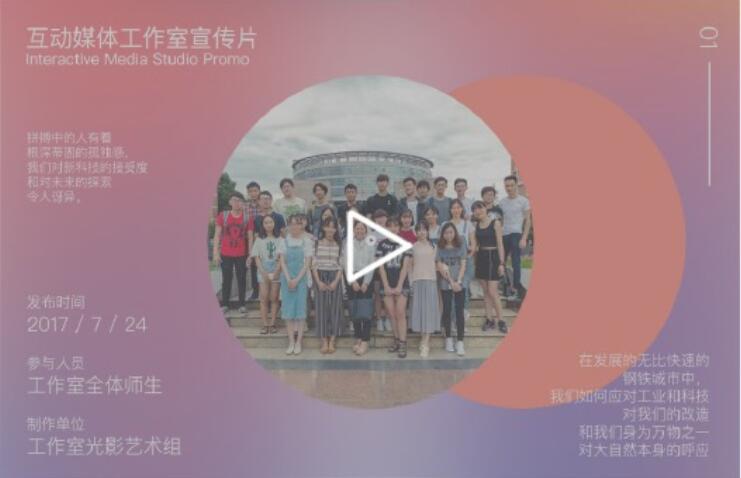 互动媒体工作室宣传片
Interactive Media Studio Promo
01
拼搏中的人有着
根深蒂固的孤独感，
我们对新科技的接受度
和对未来的探索
令人讶异。
发布时间
2017 / 7 / 24
参与人员
工作室全体师生
制作单位
工作室光影艺术组
在发展的无比快速的
钢铁城市中，
我们如何应对工业和科技
对我们的改造
和我们身为万物之一
对大自然本身的呼应